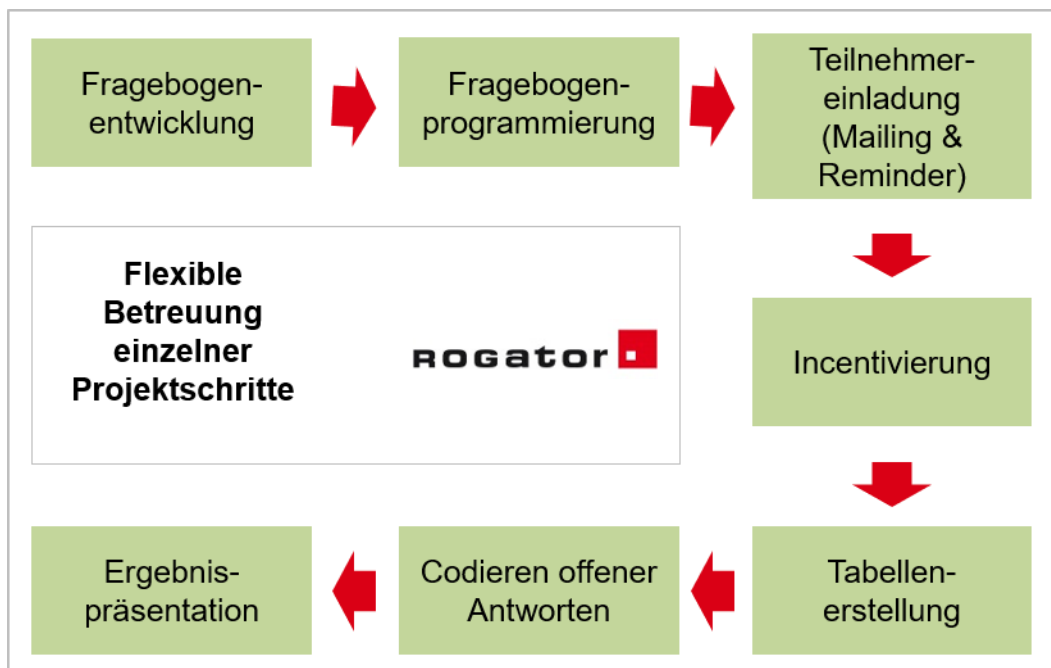 Fragebogen-
entwicklung
Fragebogen-
programmierung
Teilnehmer-
einladung
(Mailing &
Reminder)
Flexible
Betreuung
einzelner
Projektschritte
ROGator
Incentivierung
Tabellen-
erstellung
Codieren offener
Antworten
Ergebnis-
präsentation